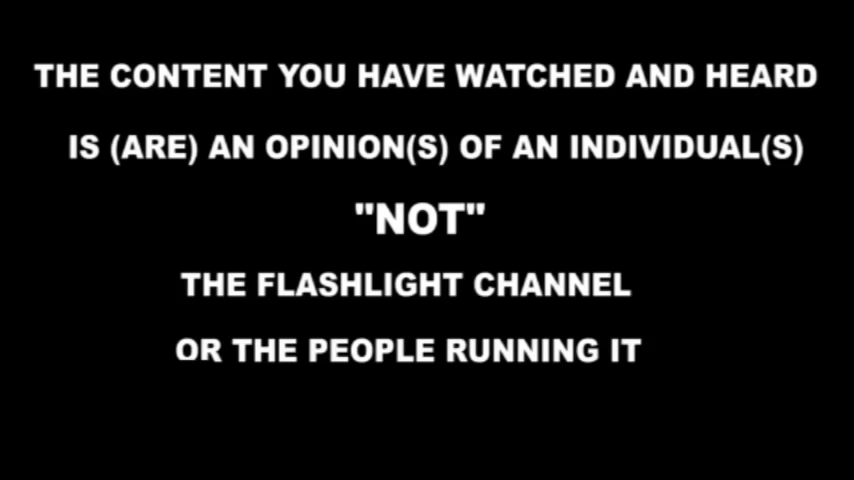 THE CONTENT YOU HAVE WATCHED AND HEARD
IS (ARE) AN OPINION(S) OF AN INDIVIDUAL(S)
"NOT"
THE FLASHLIGHT CHANNEL
OR THE PEOPLE RUNNING IT